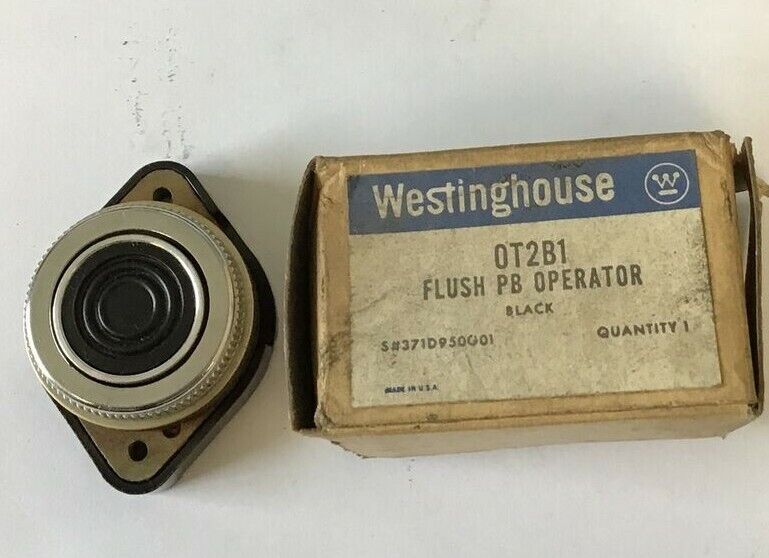 Westinghouse
OT2B1
FLUSH PB OPERATOR
BLACK
S#371D950G01 QUANTITY 1
MADE IN U.S.A.